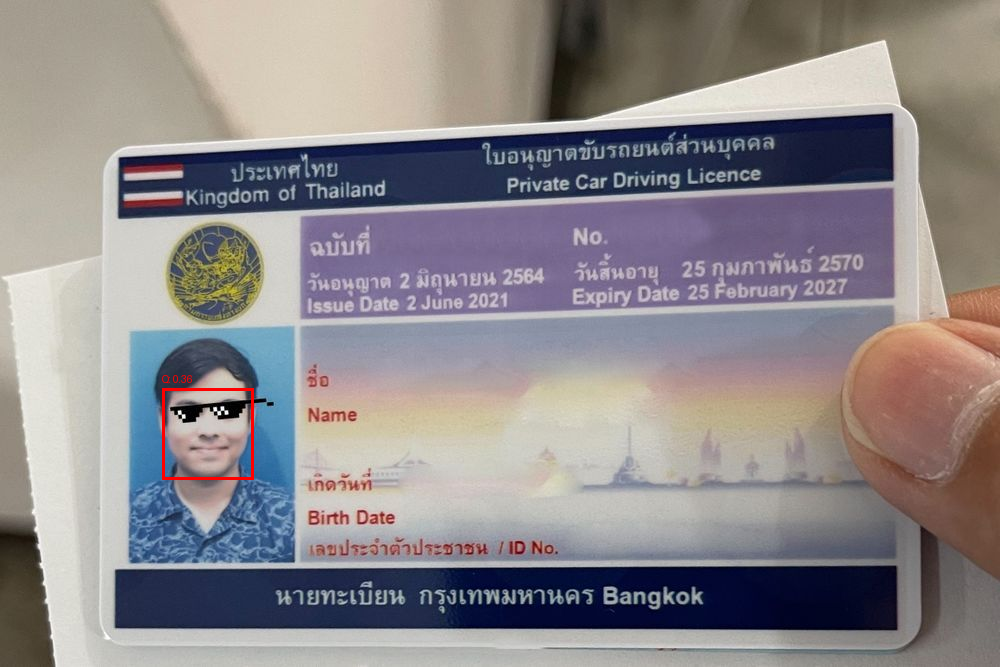 ประเทศไทย
Kingdom of Thailand
ใบอนุญาตขับรถยนต์ส่วนบุคคล
Private Car Driving Licence
ฉบับที่ No.
วันอนุญาต 2 มิถุนายน 2564 วันสิ้นอายุ 25 กุมภาพันธ์ 2570
Issue Date 2 June 2021 Expiry Date 25 February 2027
Q 0.36
ชื่อ
Name
เกิดวันที่
Birth Date
เลขประจำตัวประชาชน / ID No.
นายทะเบียน กรุงเทพมหานคร Bangkok